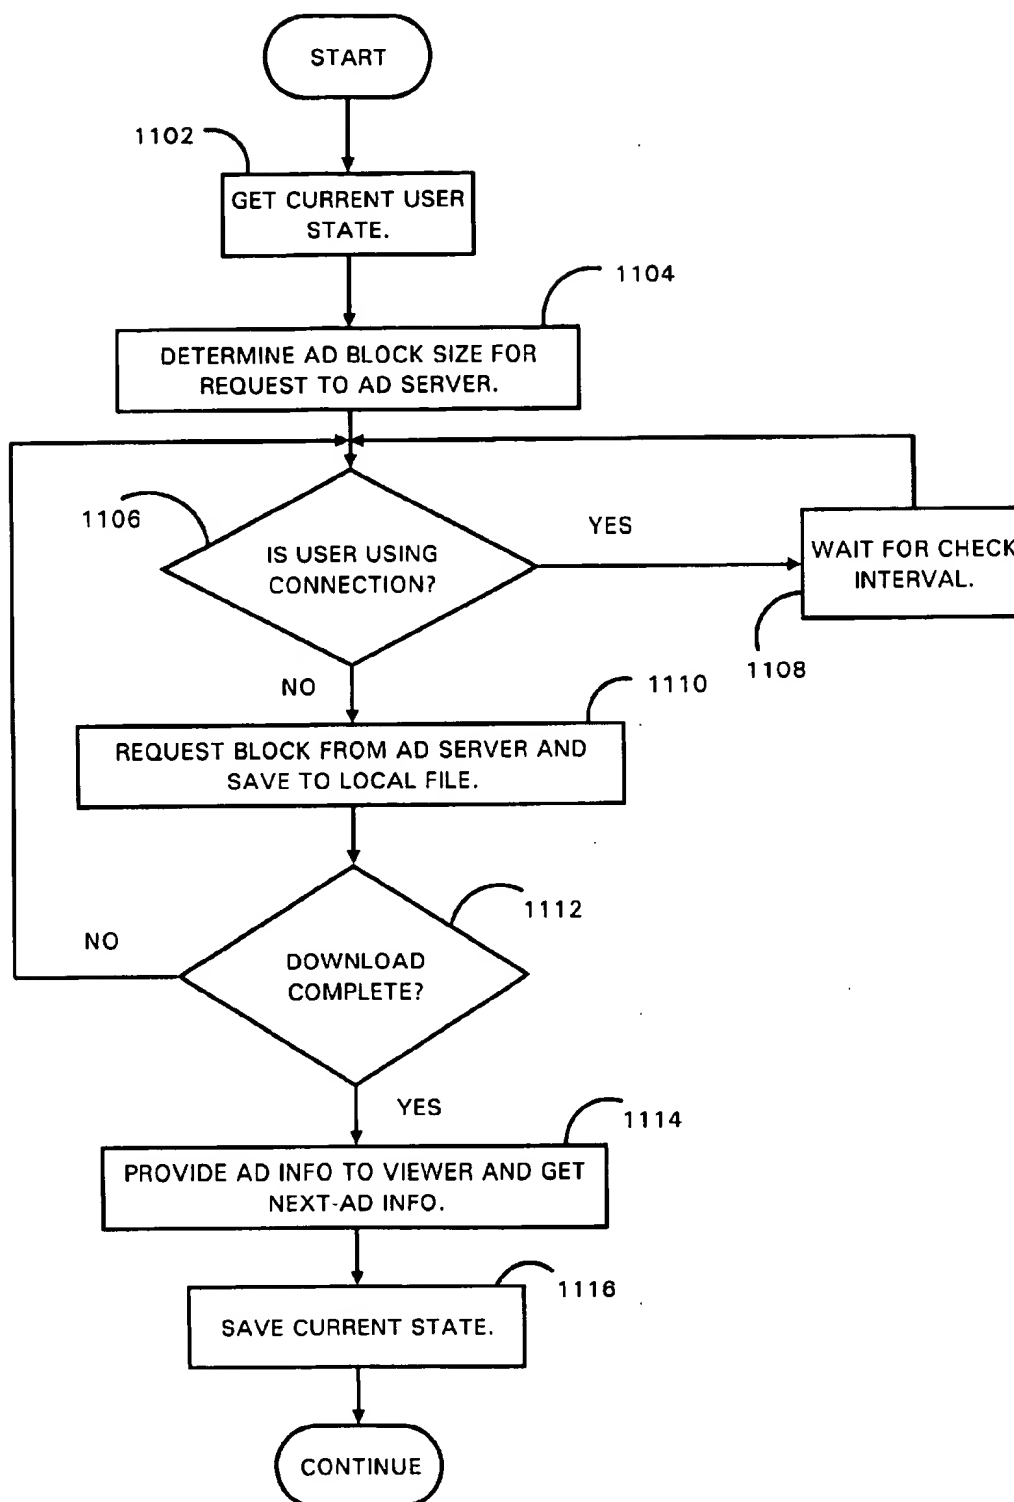 START
1102
GET CURRENT USER
STATE.
1104
DETERMINE AD BLOCK SIZE FOR
REQUEST TO AD SERVER.
1106
IS USER USING
CONNECTION?
YES
WAIT FOR CHECK
INTERVAL.
1108
NO
1110
REQUEST BLOCK FROM AD SERVER AND
SAVE TO LOCAL FILE.
1112
NO
DOWNLOAD
COMPLETE?
YES
1114
PROVIDE AD INFO TO VIEWER AND GET
NEXT-AD INFO.
1116
SAVE CURRENT STATE.
CONTINUE